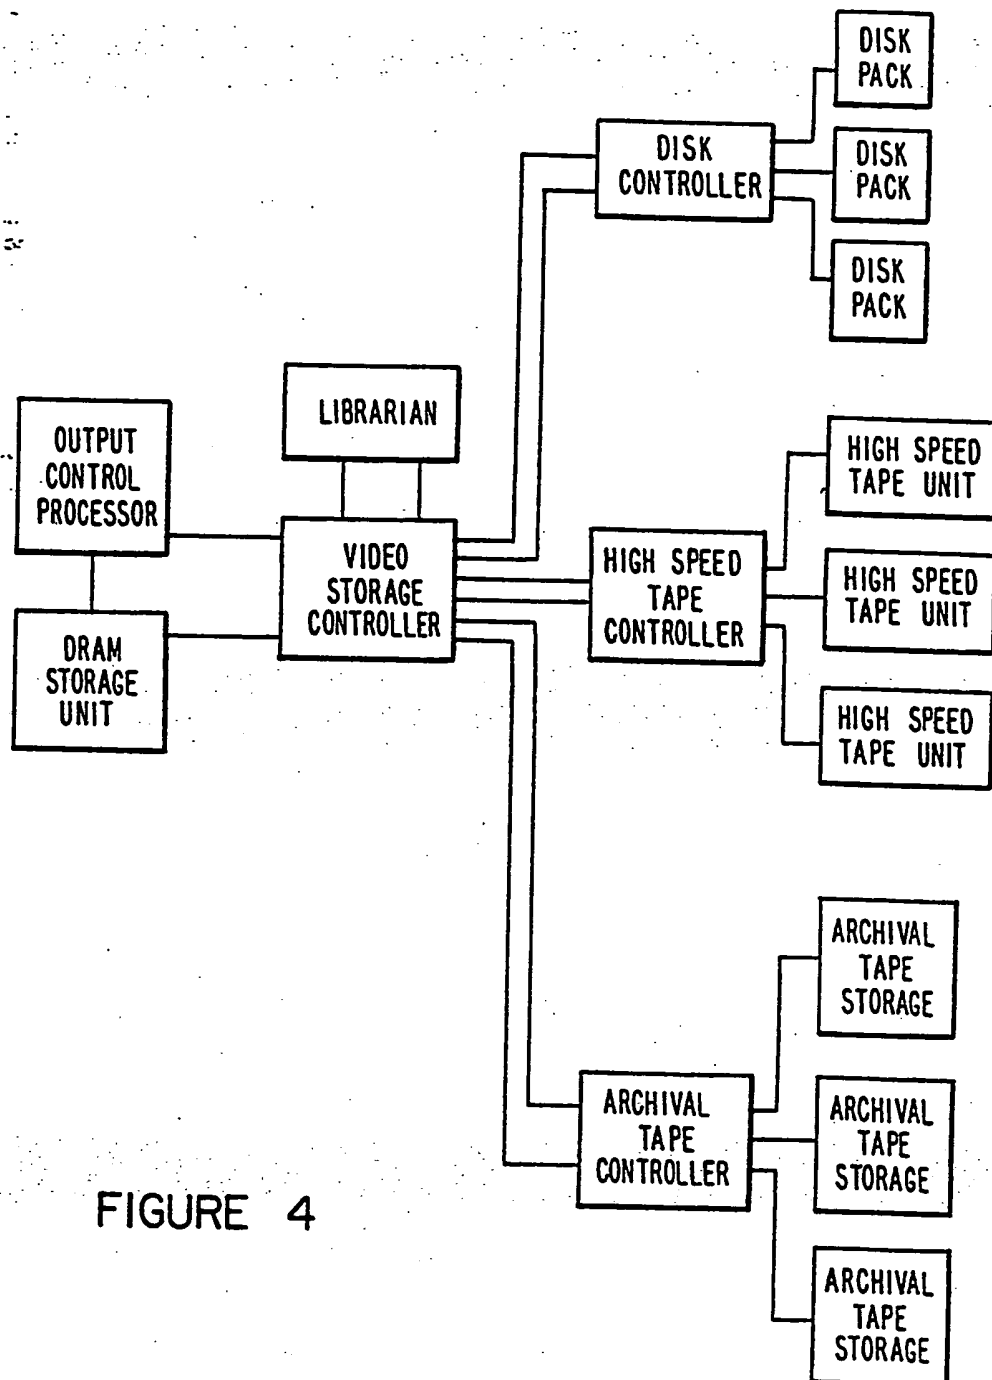 DISK
PACK
DISK
CONTROLLER
DISK
PACK
DISK
PACK
LIBRARIAN
OUTPUT
CONTROL
PROCESSOR
VIDEO
STORAGE
CONTROLLER
DRAM
STORAGE
UNIT
HIGH SPEED
TAPE UNIT
HIGH SPEED
TAPE
CONTROLLER
HIGH SPEED
TAPE UNIT
HIGH SPEED
TAPE UNIT
ARCHIVAL
TAPE
STORAGE
ARCHIVAL
TAPE
CONTROLLER
ARCHIVAL
TAPE
STORAGE
ARCHIVAL
TAPE
STORAGE
FIGURE 4